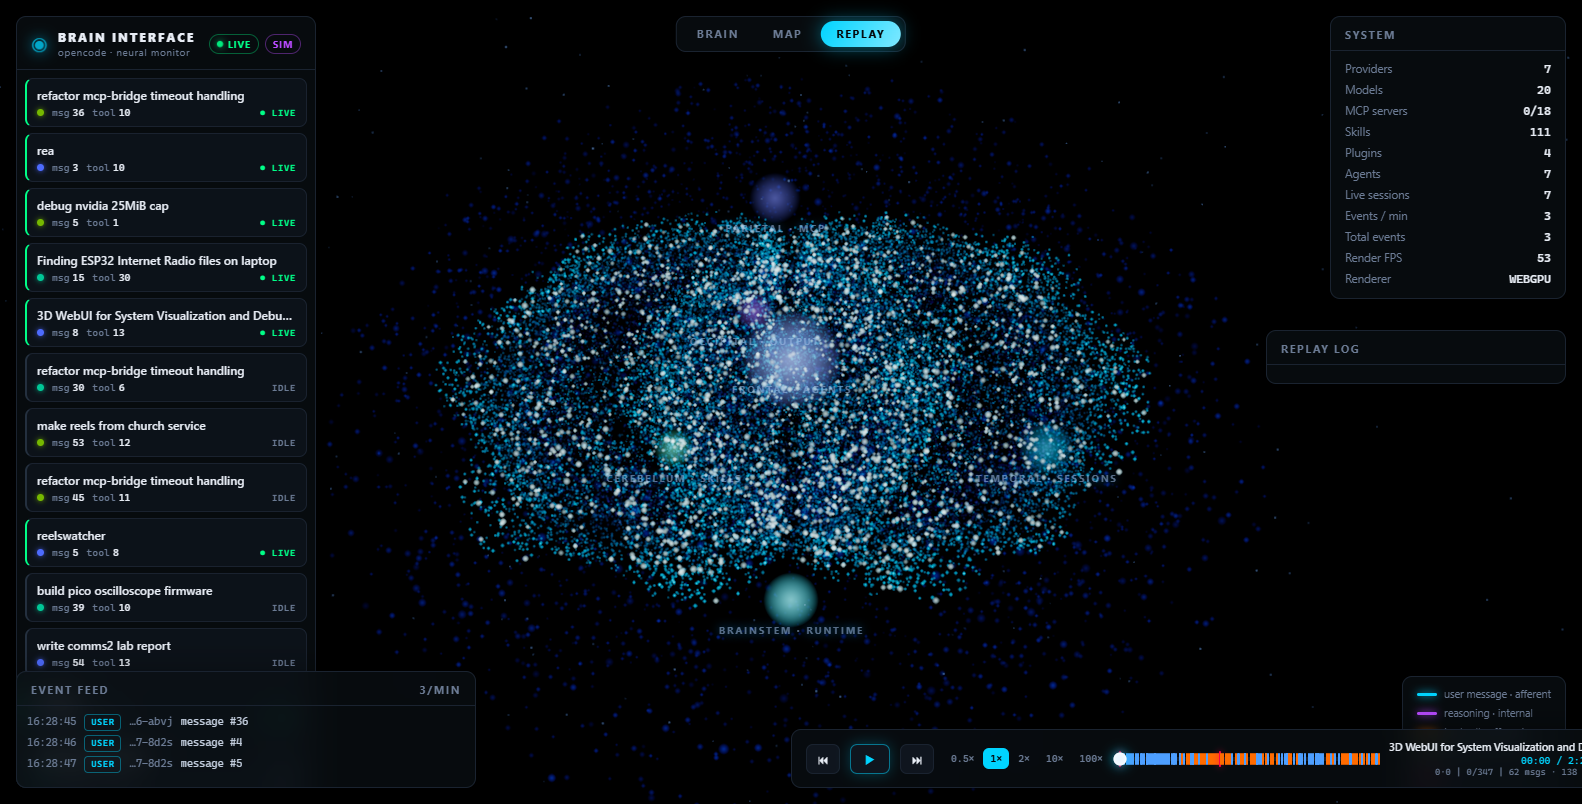 BRAIN INTERFACE
opencode · neural monitor
LIVE
SIM
refactor mcp-bridge timeout handling
msg 36 tool 10
LIVE
rea
msg 3 tool 10
LIVE
debug nvidia 25MiB cap
msg 5 tool 1
LIVE
Finding ESP32 Internet Radio files on laptop
msg 15 tool 30
LIVE
3D WebUI for System Visualization and Debu...
msg 8 tool 13
LIVE
refactor mcp-bridge timeout handling
msg 30 tool 6
IDLE
make reels from church service
msg 53 tool 12
IDLE
refactor mcp-bridge timeout handling
msg 45 tool 11
IDLE
reelswatcher
msg 5 tool 8
LIVE
build pico oscilloscope firmware
msg 39 tool 10
IDLE
write comms2 lab report
msg 54 tool 13
IDLE
EVENT FEED
3/MIN
16:28:45 USER …6-abvj message #36
16:28:46 USER …7-8d2s message #4
16:28:47 USER …7-8d2s message #5
BRAIN MAP REPLAY
PARIETAL · MCP
OCCIPITAL · OUTPUT
FRONTAL · AGENTS
CEREBELLUM · SKILLS
TEMPORAL · SESSIONS
BRAINSTEM · RUNTIME
SYSTEM
Providers 7
Models 20
MCP servers 0/18
Skills 111
Plugins 4
Agents 7
Live sessions 7
Events / min 3
Total events 3
Render FPS 53
Renderer WEBGPU
REPLAY LOG
user message · afferent
reasoning · internal
0.5× 1× 2× 10× 100×
3D WebUI for System Visualization and D
00:00 / 2:
0-0 | 0/347 | 62 msgs · 138